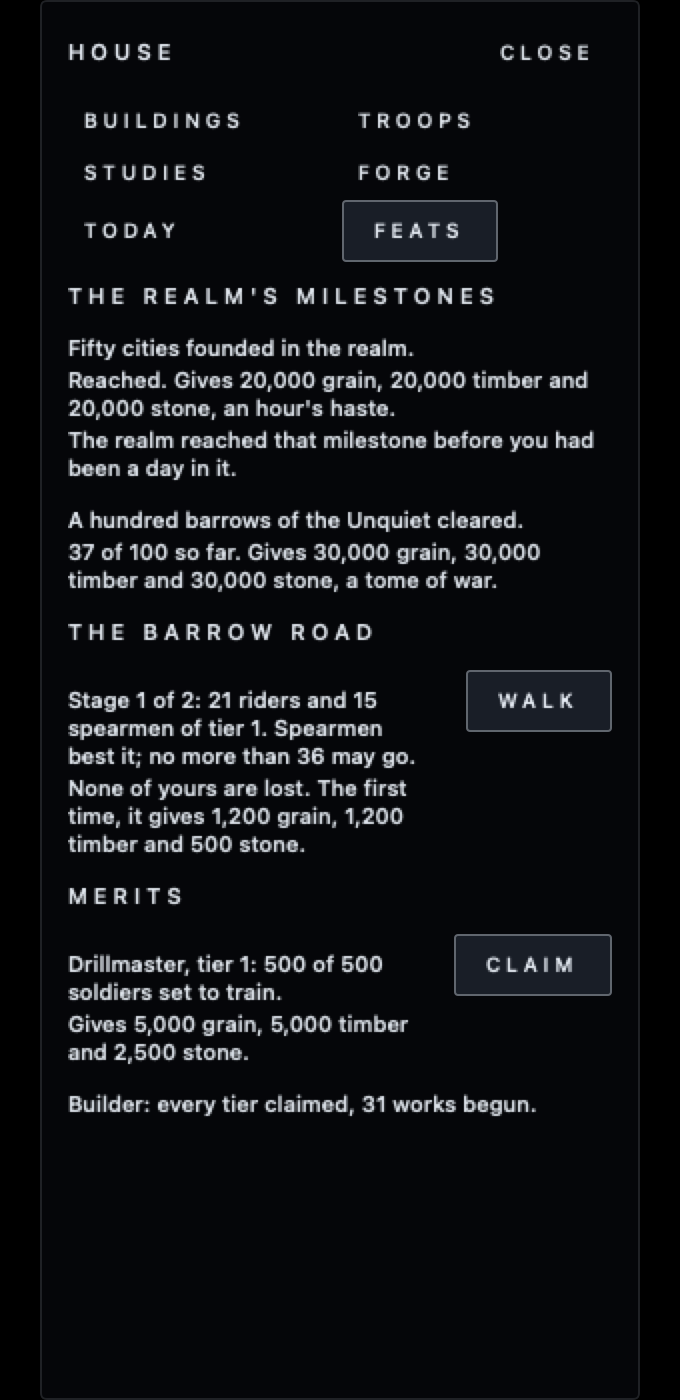 HOUSE
CLOSE
BUILDINGS
TROOPS
STUDIES
FORGE
TODAY
FEATS
THE REALM'S MILESTONES
Fifty cities founded in the realm.
Reached. Gives 20,000 grain, 20,000 timber and
20,000 stone, an hour's haste.
The realm reached that milestone before you had
been a day in it.
A hundred barrows of the Unquiet cleared.
37 of 100 so far. Gives 30,000 grain, 30,000
timber and 30,000 stone, a tome of war.
THE BARROW ROAD
Stage 1 of 2: 21 riders and 15
spearmen of tier 1. Spearmen
best it; no more than 36 may go.
WALK
None of yours are lost. The first
time, it gives 1,200 grain, 1,200
timber and 500 stone.
MERITS
Drillmaster, tier 1: 500 of 500
soldiers set to train.
CLAIM
Gives 5,000 grain, 5,000 timber
and 2,500 stone.
Builder: every tier claimed, 31 works begun.